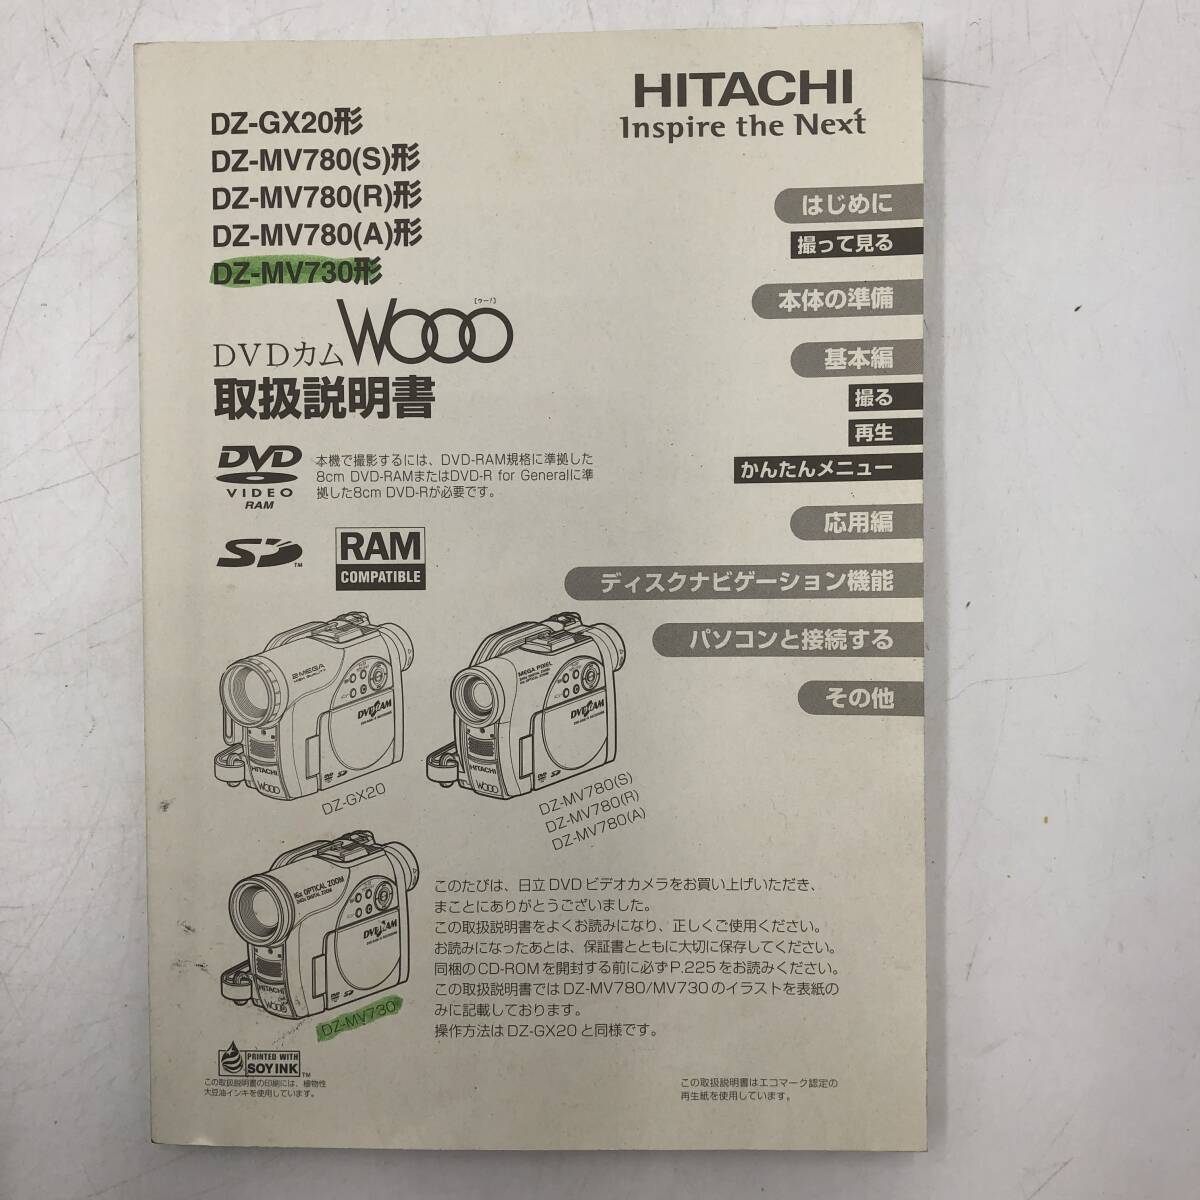 HITACHI
Inspire the Next
DZ-GX20形
DZ-MV780(S)形
DZ-MV780(R)形
DZ-MV780(A)形
DZ-MV730形
DVDカム Wooo
[ウー!]
取扱説明書
DVD
VIDEO
RAM
本機で撮影するには、DVD-RAM規格に準拠した
8cm DVD-RAMまたはDVD-R for Generalに準
拠した8cm DVD-Rが必要です。
SD
TM
RAM
COMPATIBLE
はじめに
撮って見る
本体の準備
基本編
撮る
再生
かんたんメニュー
応用編
ディスクナビゲーション機能
パソコンと接続する
その他
2MEGA
DVDCAM
HITACHI
Wooo
DZ-GX20
MEGA PIXEL
DVDCAM
HITACHI
Wooo
DZ-MV780(S)
DZ-MV780(R)
DZ-MV780(A)
16x OPTICAL ZOOM
240x DIGITAL ZOOM
DVDCAM
HITACHI
Wooo
DZ-MV730
このたびは、日立DVDビデオカメラをお買い上げいただき、
まことにありがとうございました。
この取扱説明書をよくお読みになり、正しくご使用ください。
お読みになったあとは、保証書とともに大切に保存してください。
同梱のCD-ROMを開封する前に必ずP.225をお読みください。
この取扱説明書ではDZ-MV780/MV730のイラストを表紙の
みに記載しております。
操作方法はDZ-GX20と同様です。
PRINTED WITH
SOY INK
TM
この取扱説明書の印刷には、植物性
大豆油インキを使用しています。
この取扱説明書はエコマーク認定の
再生紙を使用しています。